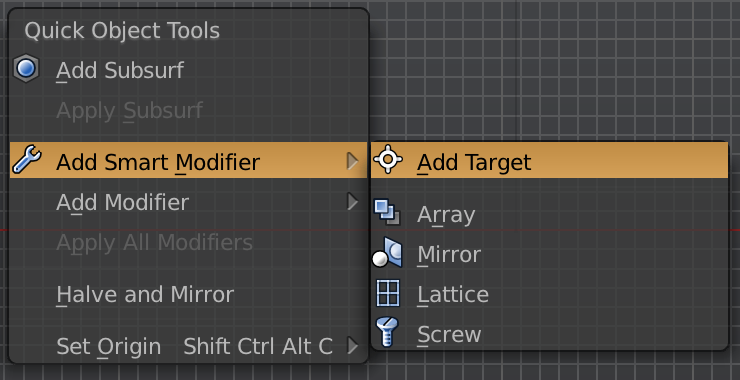 Quick Object Tools
Add Subsurf
Apply Subsurf
Add Smart Modifier
Add Modifier
Apply All Modifiers
Halve and Mirror
Set Origin Shift Ctrl Alt C
Add Target
Array
Mirror
Lattice
Screw